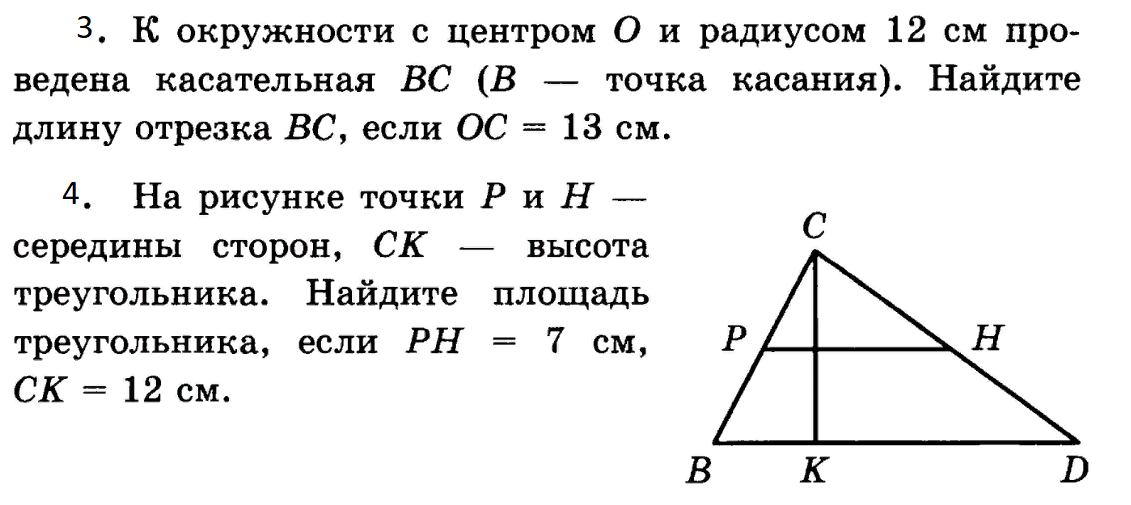 3. К окружности с центром O и радиусом 12 см про-
ведена касательная BC (B — точка касания). Найдите
длину отрезка BC, если OC = 13 см.
4. На рисунке точки P и H —
середины сторон, CK — высота
треугольника. Найдите площадь
треугольника, если PH = 7 см,
CK = 12 см.
C
P
H
B
K
D